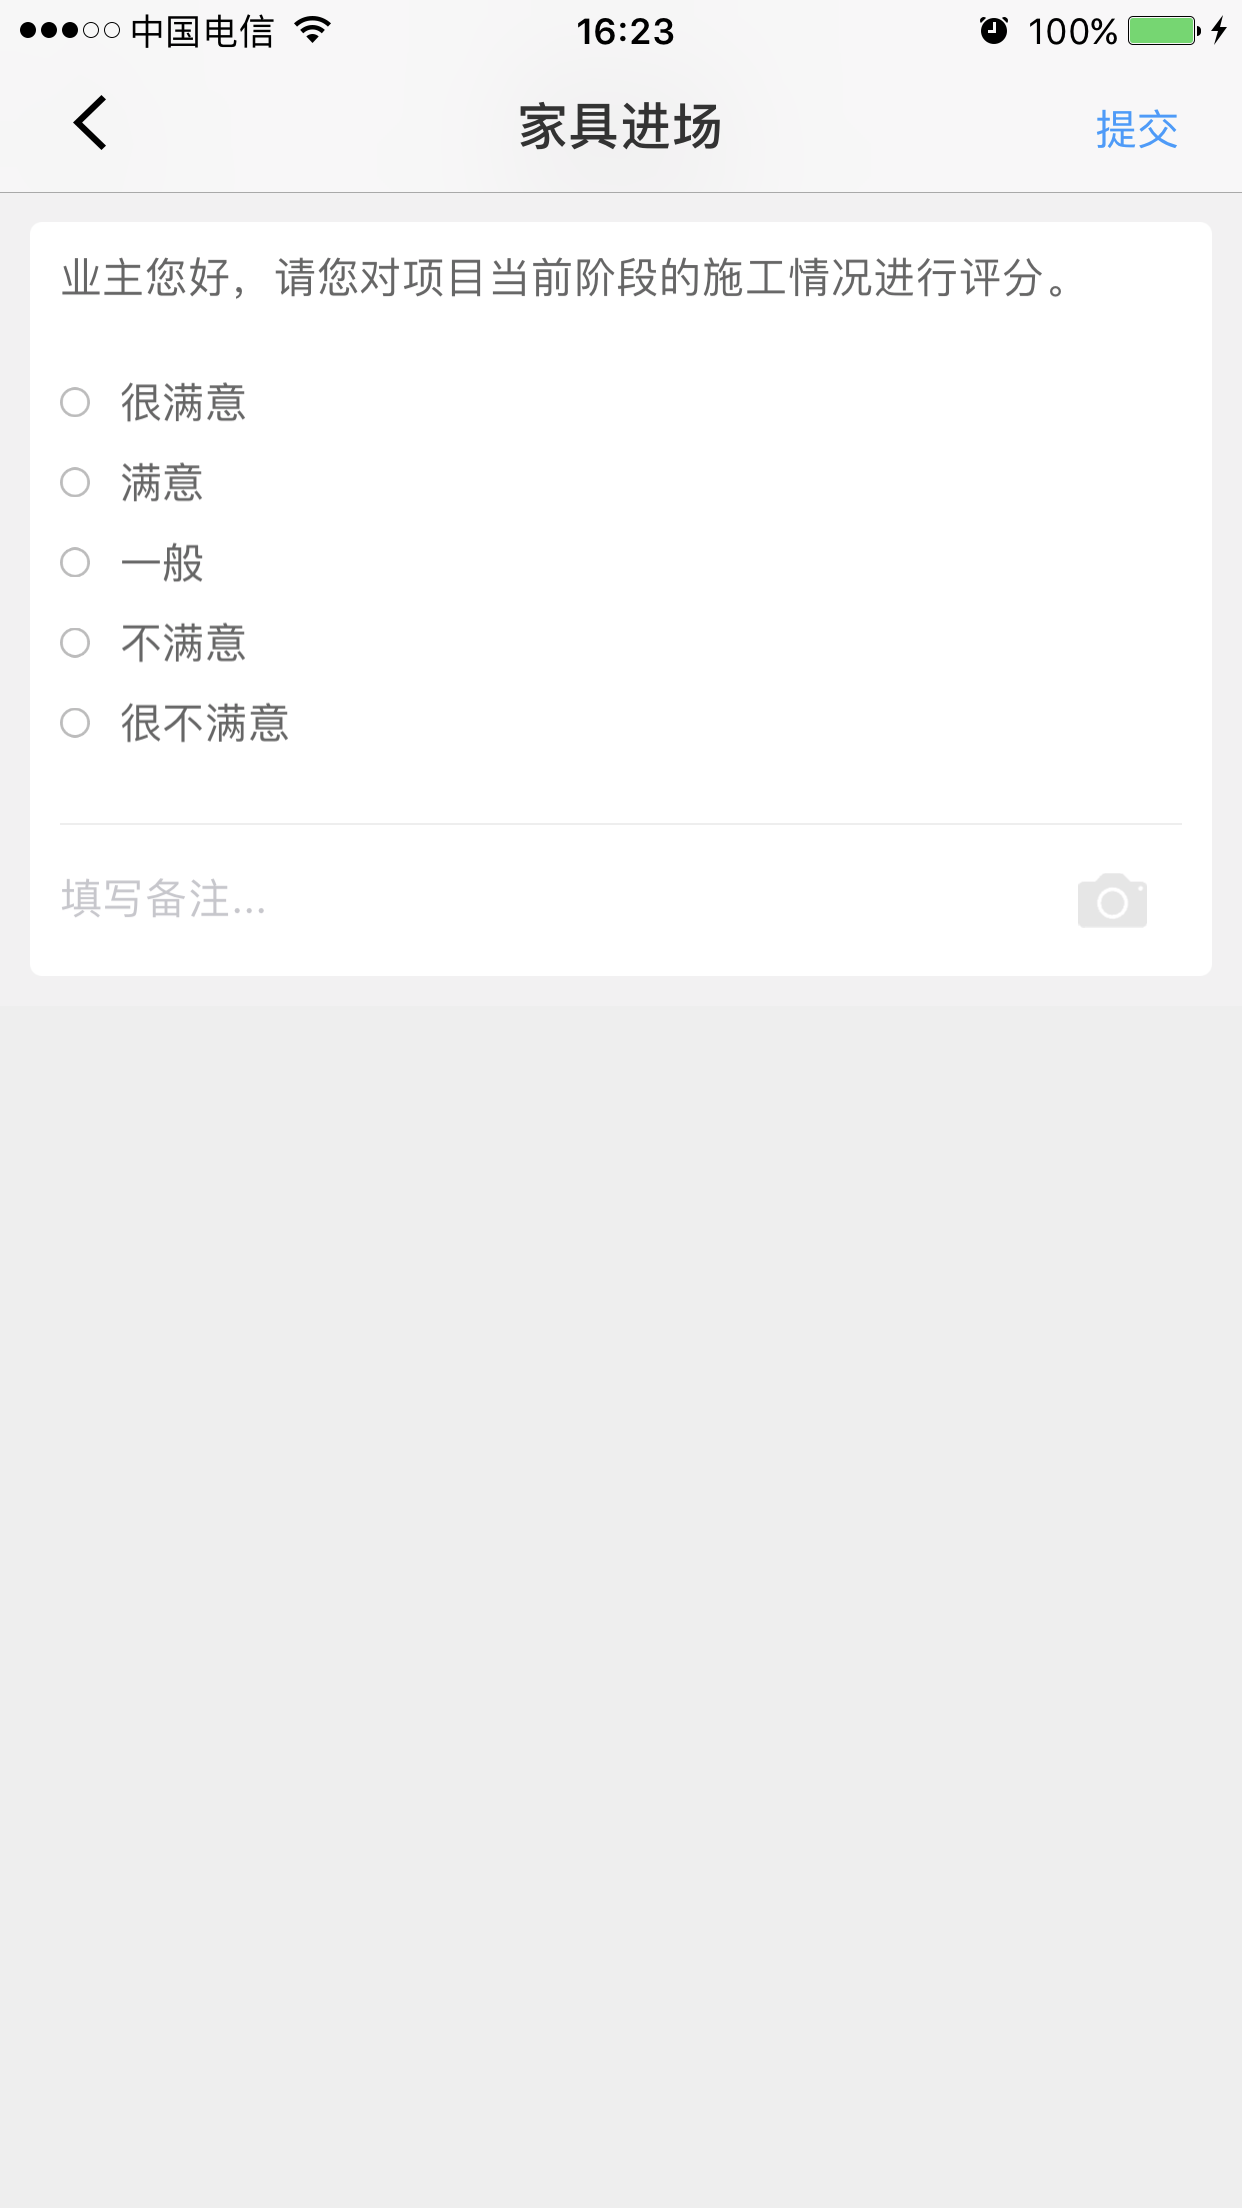 中国电信 16:23 100%
家具进场 提交
业主您好，请您对项目当前阶段的施工情况进行评分。
很满意
满意
一般
不满意
很不满意
填写备注...